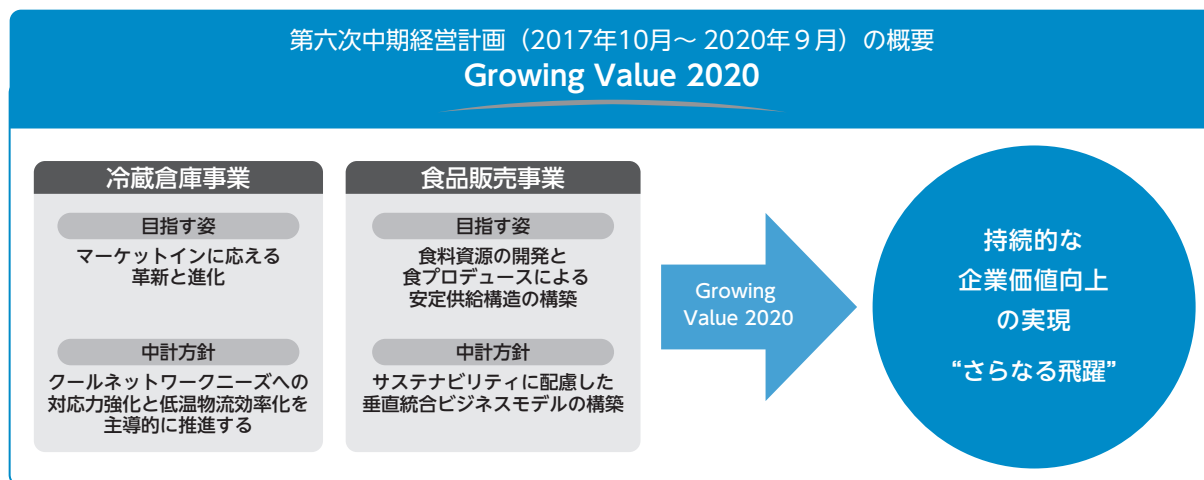 第六次中期経営計画（2017年10月～2020年9月）の概要
Growing Value 2020
冷蔵倉庫事業
目指す姿
マーケットインに応える
革新と進化
中計方針
クールネットワークニーズへの
対応力強化と低温物流効率化を
主導的に推進する
食品販売事業
目指す姿
食料資源の開発と
食プロデュースによる
安定供給構造の構築
中計方針
サステナビリティに配慮した
垂直統合ビジネスモデルの構築
Growing
Value 2020
持続的な
企業価値向上
の実現
“さらなる飛躍”